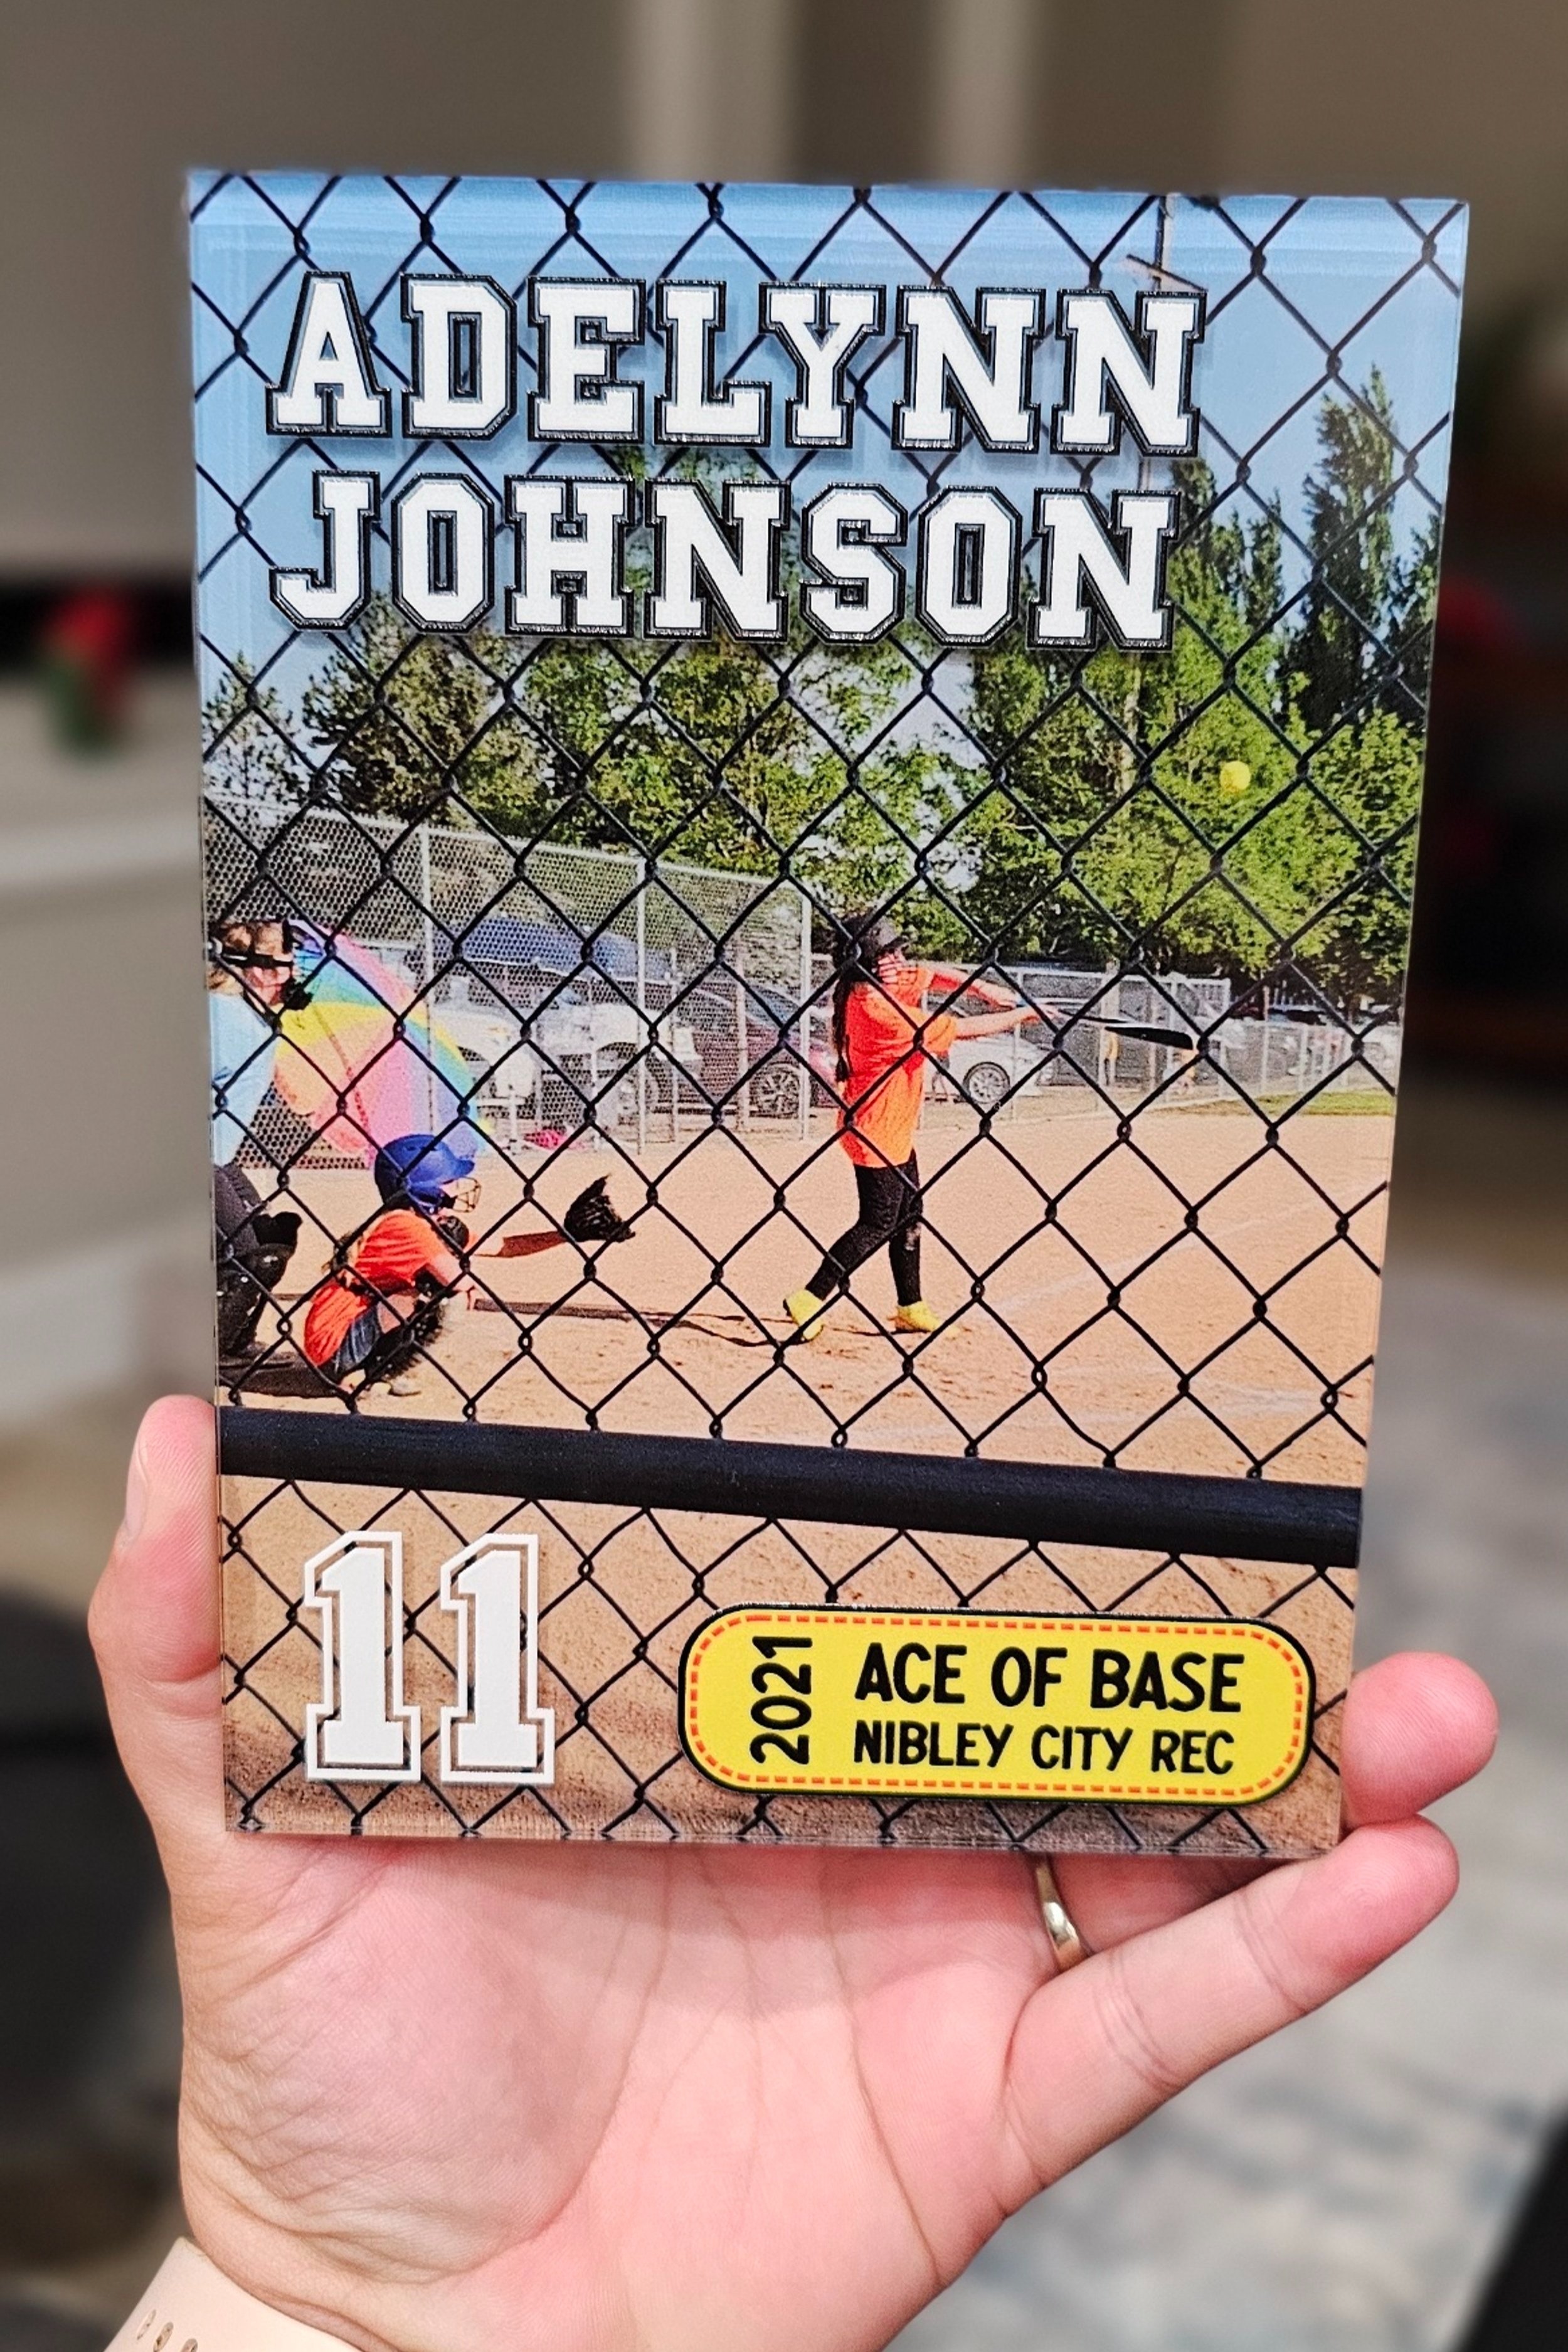 ADELYNN
JOHNSON
11
2021
ACE OF BASE
NIBLEY CITY REC